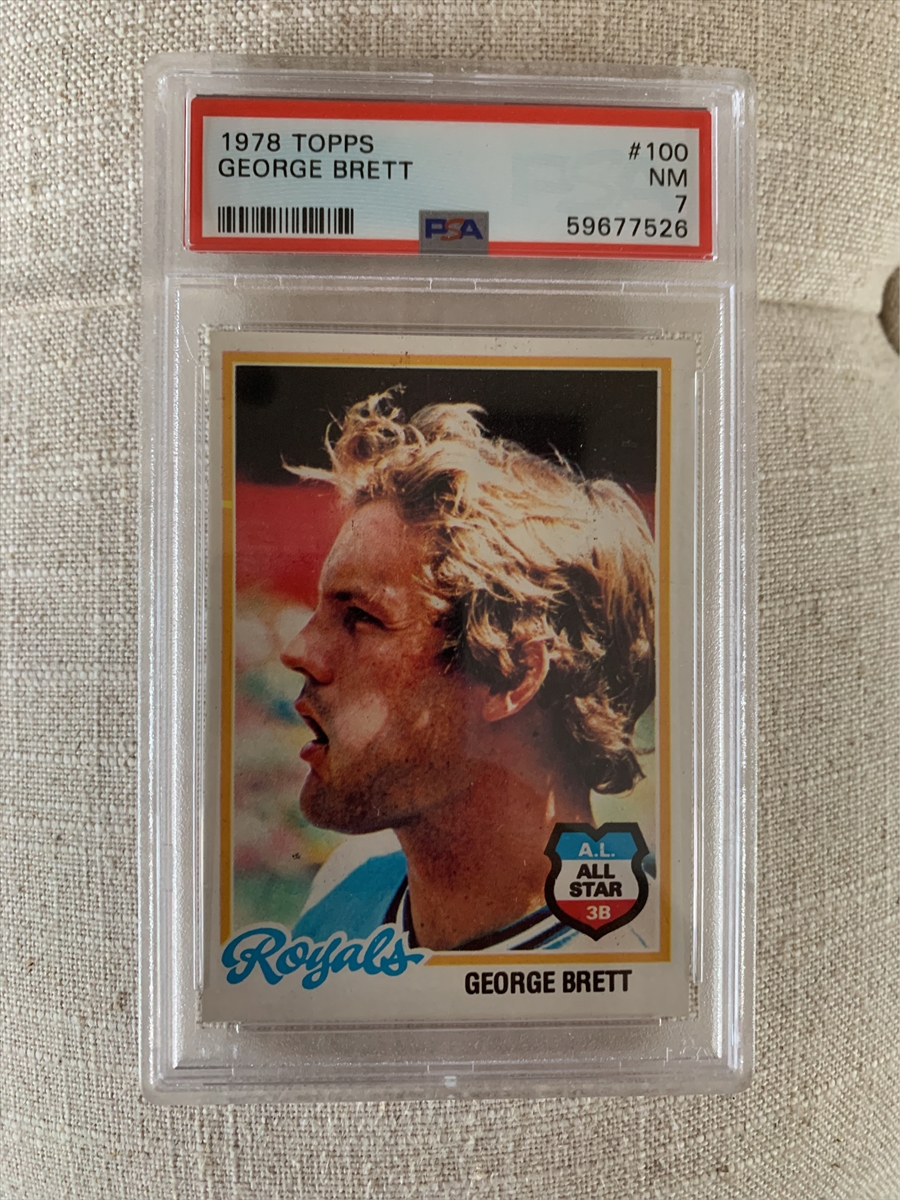 1978 TOPPS
GEORGE BRETT
#100
NM
7
59677526
PSA
A.L.
ALL
STAR
3B
Royals
GEORGE BRETT